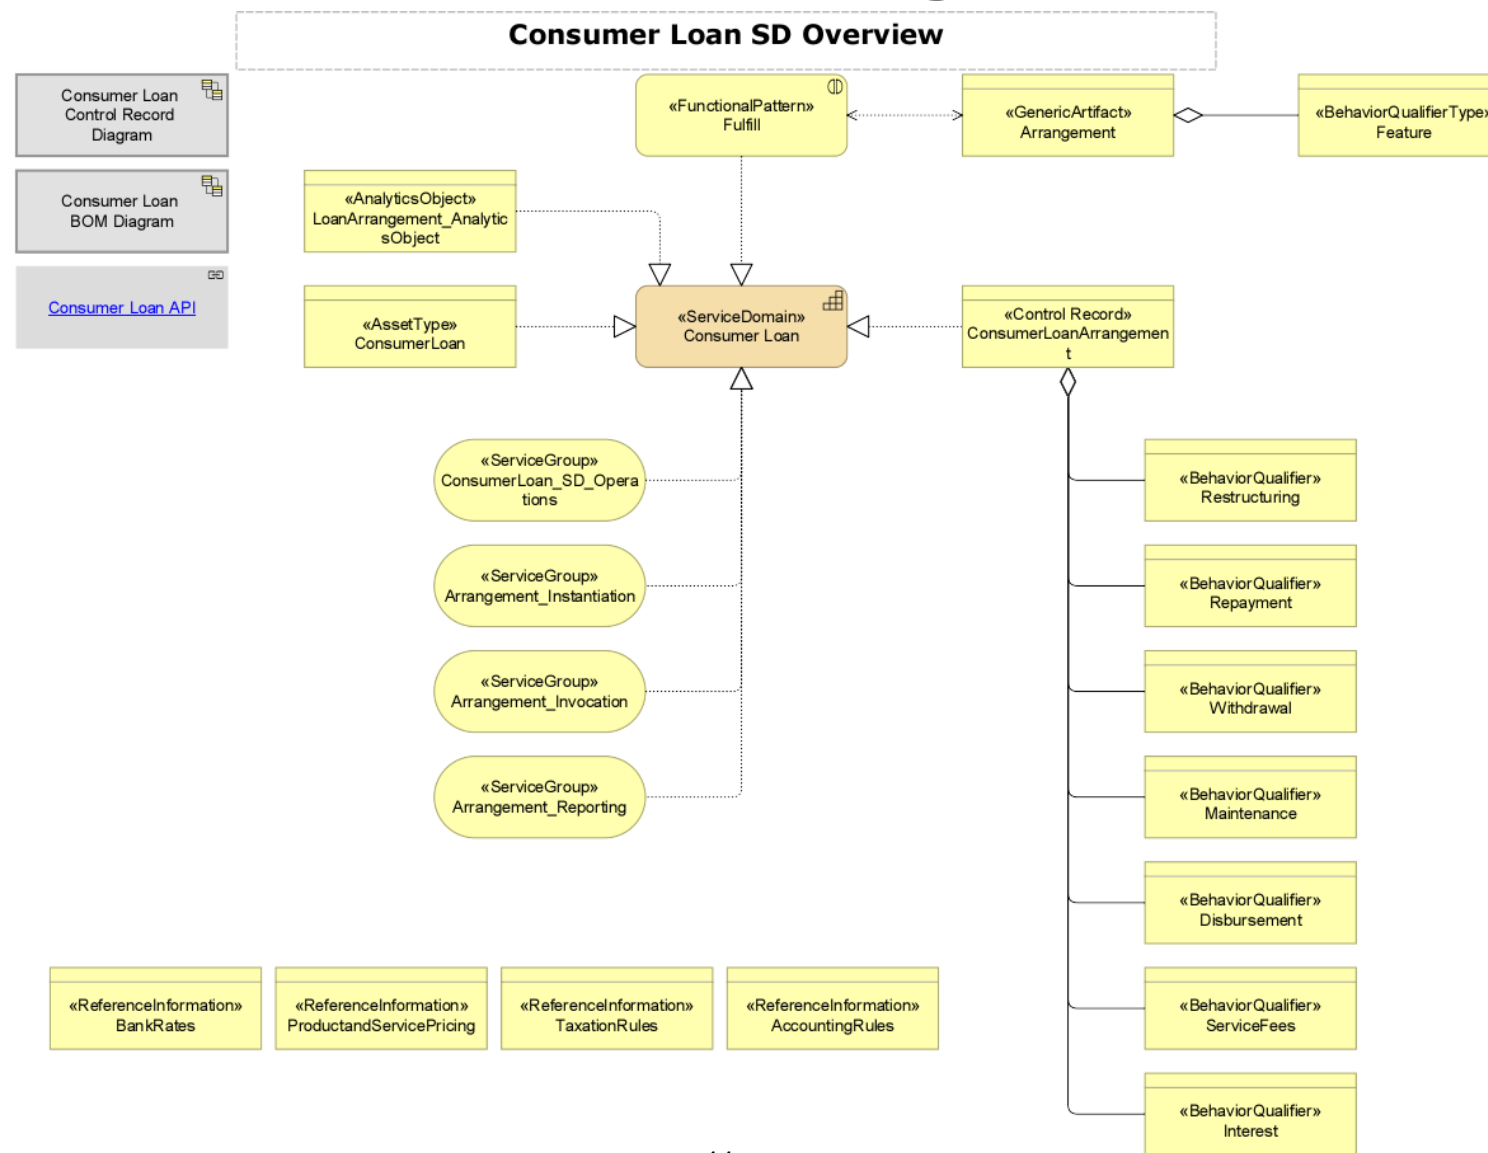 Consumer Loan SD Overview
Consumer Loan
Control Record
Diagram
Consumer Loan
BOM Diagram
Consumer Loan API
«FunctionalPattern»
Fulfill
«GenericArtifact»
Arrangement
«BehaviorQualifierType»
Feature
«AnalyticsObject»
LoanArrangement_Analytic
sObject
«AssetType»
ConsumerLoan
«ServiceDomain»
Consumer Loan
«Control Record»
ConsumerLoanArrangemen
t
«ServiceGroup»
ConsumerLoan_SD_Opera
tions
«ServiceGroup»
Arrangement_Instantiation
«ServiceGroup»
Arrangement_Invocation
«ServiceGroup»
Arrangement_Reporting
«BehaviorQualifier»
Restructuring
«BehaviorQualifier»
Repayment
«BehaviorQualifier»
Withdrawal
«BehaviorQualifier»
Maintenance
«BehaviorQualifier»
Disbursement
«BehaviorQualifier»
ServiceFees
«BehaviorQualifier»
Interest
«ReferenceInformation»
BankRates
«ReferenceInformation»
ProductandServicePricing
«ReferenceInformation»
TaxationRules
«ReferenceInformation»
AccountingRules